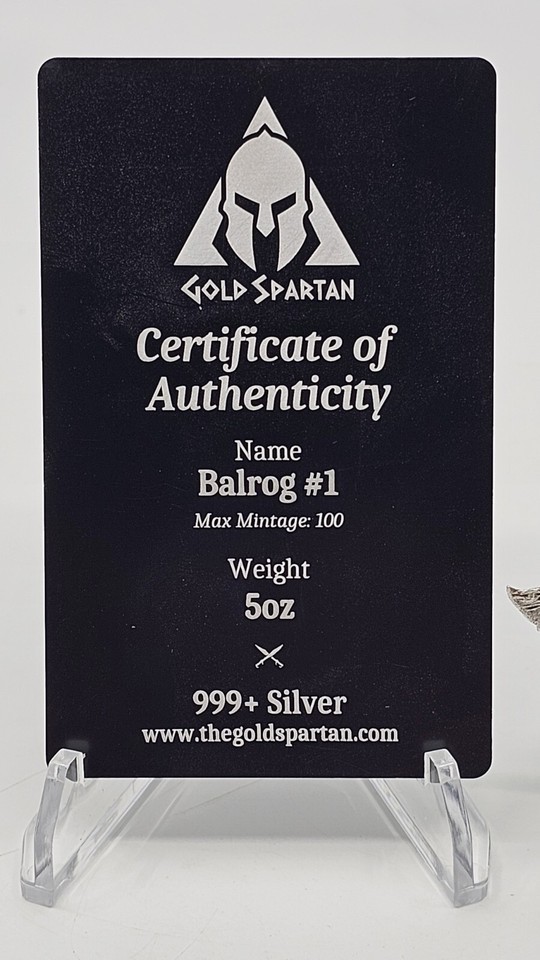 GOLD SPARTAN
Certificate of
Authenticity
Name
Balrog #1
Max Mintage: 100
Weight
5oz
999+ Silver
www.thegoldspartan.com